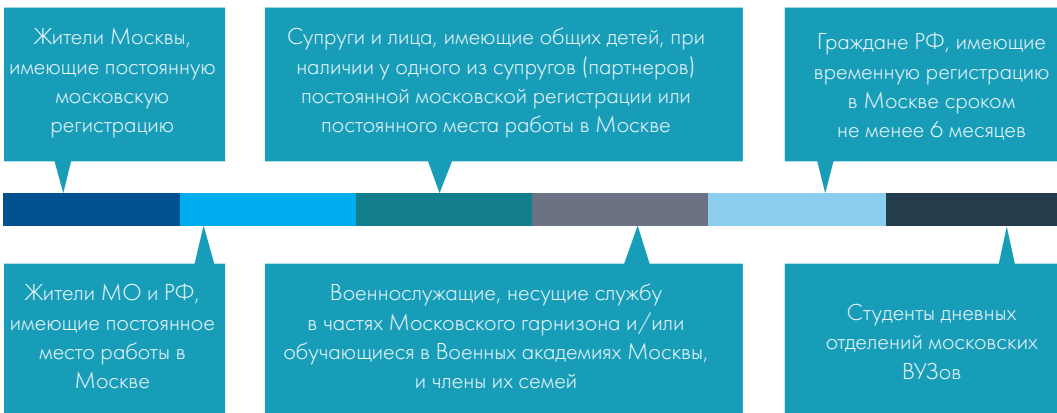 Жители Москвы,
имеющие постоянную
московскую
регистрацию
Супруги и лица, имеющие общих детей, при
наличии у одного из супругов (партнеров)
постоянной московской регистрации или
постоянного места работы в Москве
Граждане РФ, имеющие
временную регистрацию
в Москве сроком
не менее 6 месяцев
Жители МО и РФ,
имеющие постоянное
место работы в
Москве
Военнослужащие, несущие службу
в частях Московского гарнизона и/или
обучающиеся в Военных академиях Москвы,
и члены их семей
Студенты дневных
отделений московских
ВУЗов